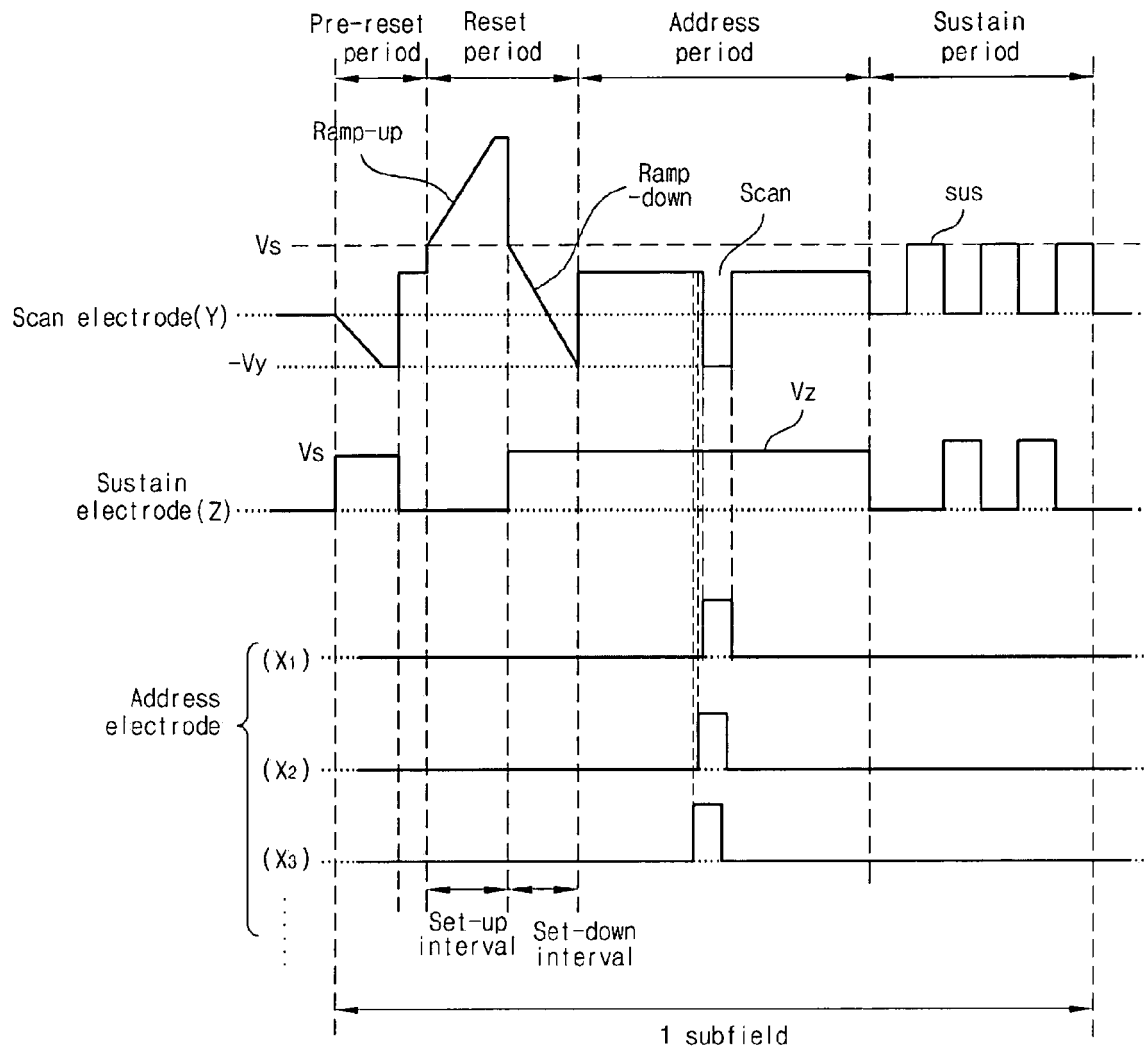 Pre-reset
period
Reset
period
Address
period
Sustain
period
Ramp-up
Ramp
-down
Scan
sus
Vs
Scan electrode(Y)
-Vy
Vz
Vs
Sustain
electrode(Z)
(X1)
Address
electrode
(X2)
(X3)
Set-up
interval
Set-down
interval
1 subfield